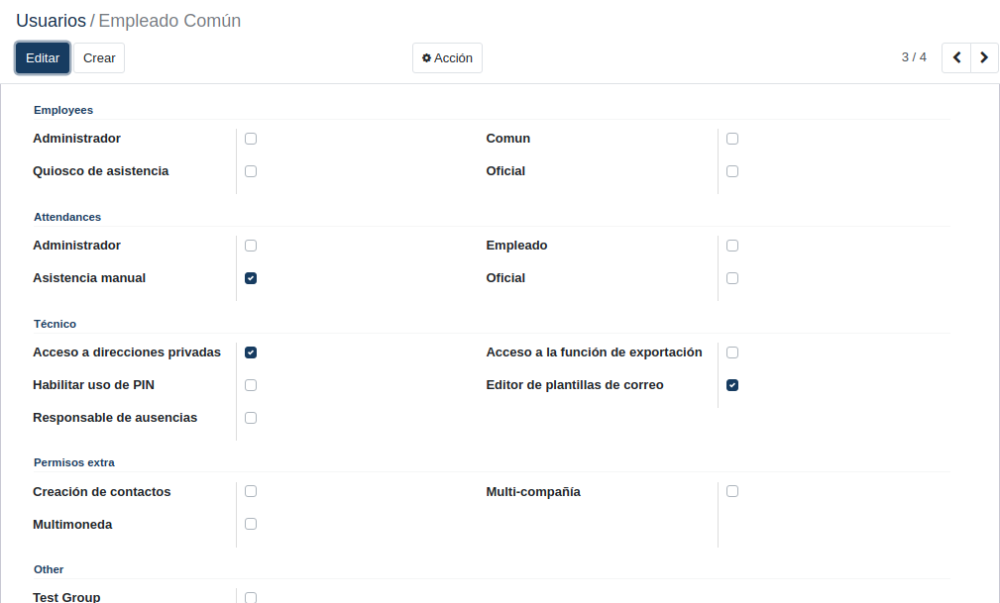 Usuarios / Empleado Común
Editar Crear Acción 3 / 4
Employees
Administrador Comun
Quiosco de asistencia Oficial
Attendances
Administrador Empleado
Asistencia manual Oficial
Técnico
Acceso a direcciones privadas Acceso a la función de exportación
Habilitar uso de PIN Editor de plantillas de correo
Responsable de ausencias
Permisos extra
Creación de contactos Multi-compañía
Multimoneda
Other
Test Group